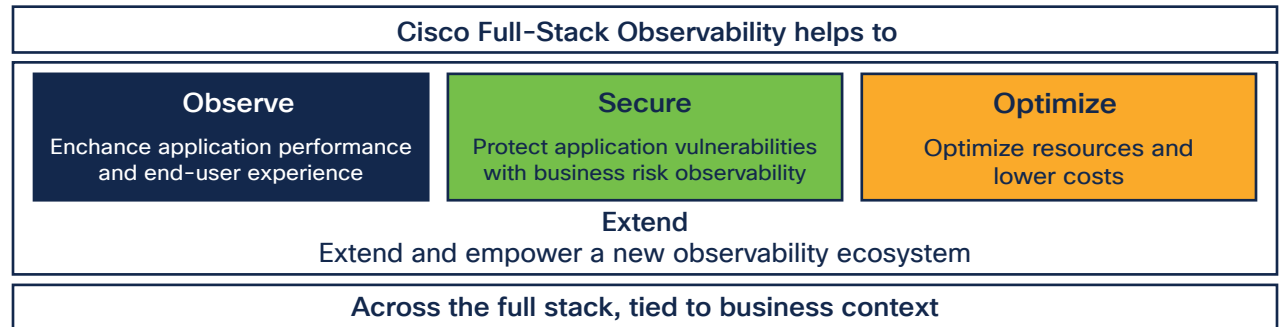 Cisco Full-Stack Observability helps to
Observe
Enchance application performance
and end-user experience
Secure
Protect application vulnerabilities
with business risk observability
Optimize
Optimize resources and
lower costs
Extend
Extend and empower a new observability ecosystem
Across the full stack, tied to business context